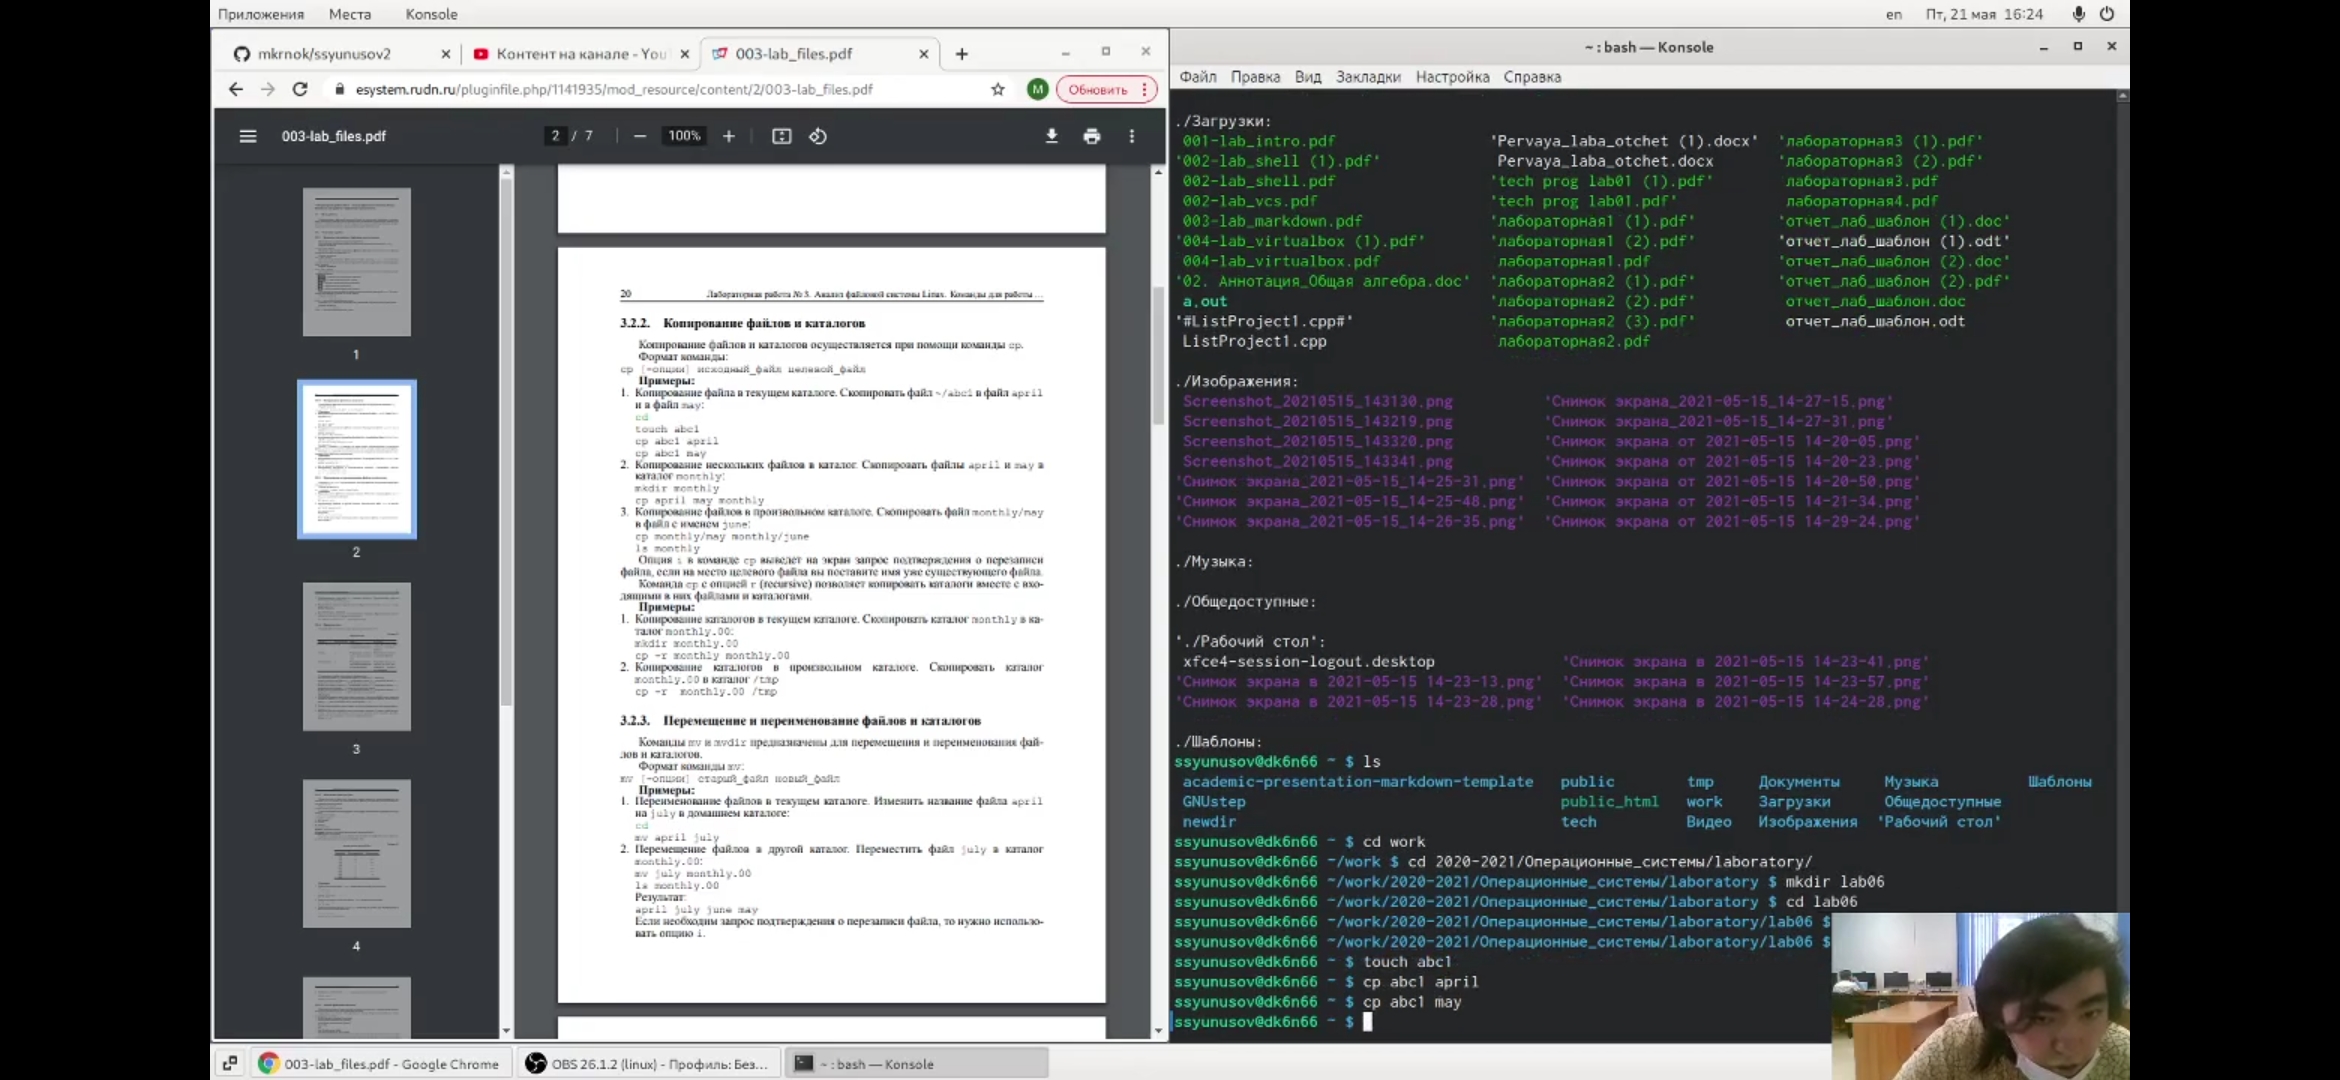 Приложения Места Konsole en Пт, 21 мая 16:24
mkrnok/ssyunusov2 Контент на канале - You 003-lab_files.pdf
esystem.rudn.ru/pluginfile.php/1141935/mod_resource/content/2/003-lab_files.pdf M Обновить
003-lab_files.pdf 2 / 7 100%
1
2
3
4
20 Лабораторная работа № 3. Анализ файловой системы Linux. Команды для работы ...
3.2.2. Копирование файлов и каталогов
Копирование файлов и каталогов осуществляется при помощи команды cp.
Формат команды:
cp [-опции] исходный_файл целевой_файл
Примеры:
1. Копирование файла в текущем каталоге. Скопировать файл ~/abc1 в файл april
и в файл may:
cd
touch abc1
cp abc1 april
cp abc1 may
2. Копирование нескольких файлов в каталог. Скопировать файлы april и may в
каталог monthly:
mkdir monthly
cp april may monthly
3. Копирование файлов в произвольном каталоге. Скопировать файл monthly/may
в файл с именем june:
cp monthly/may monthly/june
ls monthly
Опция i в команде cp выведет на экран запрос подтверждения о перезаписи
файла, если на место целевого файла вы поставите имя уже существующего файла.
Команда cp с опцией r (recursive) позволяет копировать каталоги вместе с вхо-
дящими в них файлами и каталогами.
Примеры:
1. Копирование каталогов в текущем каталоге. Скопировать каталог monthly в ка-
талог monthly.00:
mkdir monthly.00
cp -r monthly monthly.00
2. Копирование каталогов в произвольном каталоге. Скопировать каталог
monthly.00 в каталог /tmp
cp -r monthly.00 /tmp
3.2.3. Перемещение и переименование файлов и каталогов
Команды mv и mvdir предназначены для перемещения и переименования фай-
лов и каталогов.
Формат команды mv:
mv [-опции] старый_файл новый_файл
Примеры:
1. Переименование файлов в текущем каталоге. Изменить название файла april
на july в домашнем каталоге:
cd
mv april july
2. Перемещение файлов в другой каталог. Переместить файл july в каталог
monthly.00:
mv july monthly.00
ls monthly.00
Результат:
april july june may
Если необходим запрос подтверждения о перезаписи файла, то нужно использо-
вать опцию i.
~ : bash — Konsole
Файл Правка Вид Закладки Настройка Справка
./Загрузки:
001-lab_intro.pdf 'Pervaya_laba_otchet (1).docx' 'лабораторная3 (1).pdf'
'002-lab_shell (1).pdf' Pervaya_laba_otchet.docx 'лабораторная3 (2).pdf'
002-lab_shell.pdf 'tech prog lab01 (1).pdf' лабораторная3.pdf
002-lab_vcs.pdf 'tech prog lab01.pdf' лабораторная4.pdf
003-lab_markdown.pdf 'лабораторная1 (1).pdf' 'отчет_лаб_шаблон (1).doc'
'004-lab_virtualbox (1).pdf' 'лабораторная1 (2).pdf' 'отчет_лаб_шаблон (1).odt'
004-lab_virtualbox.pdf лабораторная1.pdf 'отчет_лаб_шаблон (2).doc'
'02. Аннотация_Общая алгебра.doc' 'лабораторная2 (1).pdf' 'отчет_лаб_шаблон (2).pdf'
a.out 'лабораторная2 (2).pdf' отчет_лаб_шаблон.doc
'#ListProject1.cpp#' 'лабораторная2 (3).pdf' отчет_лаб_шаблон.odt
ListProject1.cpp лабораторная2.pdf
./Изображения:
Screenshot_20210515_143130.png 'Снимок экрана_2021-05-15_14-27-15.png'
Screenshot_20210515_143219.png 'Снимок экрана_2021-05-15_14-27-31.png'
Screenshot_20210515_143320.png 'Снимок экрана от 2021-05-15 14-20-05.png'
Screenshot_20210515_143341.png 'Снимок экрана от 2021-05-15 14-20-23.png'
'Снимок экрана_2021-05-15_14-25-31.png' 'Снимок экрана от 2021-05-15 14-20-50.png'
'Снимок экрана_2021-05-15_14-25-48.png' 'Снимок экрана от 2021-05-15 14-21-34.png'
'Снимок экрана_2021-05-15_14-26-35.png' 'Снимок экрана от 2021-05-15 14-29-24.png'
./Музыка:
./Общедоступные:
'./Рабочий стол':
xfce4-session-logout.desktop 'Снимок экрана в 2021-05-15 14-23-41.png'
'Снимок экрана в 2021-05-15 14-23-13.png' 'Снимок экрана в 2021-05-15 14-23-57.png'
'Снимок экрана в 2021-05-15 14-23-28.png' 'Снимок экрана в 2021-05-15 14-24-28.png'
./Шаблоны:
ssyunusov@dk6n66 ~ $ ls
academic-presentation-markdown-template public tmp Документы Музыка Шаблоны
GNUstep public_html work Загрузки Общедоступные
newdir tech Видео Изображения 'Рабочий стол'
ssyunusov@dk6n66 ~ $ cd work
ssyunusov@dk6n66 ~/work $ cd 2020-2021/Операционные_системы/laboratory/
ssyunusov@dk6n66 ~/work/2020-2021/Операционные_системы/laboratory $ mkdir lab06
ssyunusov@dk6n66 ~/work/2020-2021/Операционные_системы/laboratory $ cd lab06
ssyunusov@dk6n66 ~/work/2020-2021/Операционные_системы/laboratory/lab06 $
ssyunusov@dk6n66 ~/work/2020-2021/Операционные_системы/laboratory/lab06 $
ssyunusov@dk6n66 ~ $ touch abc1
ssyunusov@dk6n66 ~ $ cp abc1 april
ssyunusov@dk6n66 ~ $ cp abc1 may
ssyunusov@dk6n66 ~ $
003-lab_files.pdf - Google Chrome OBS 26.1.2 (linux) - Профиль: Без... ~ : bash — Konsole